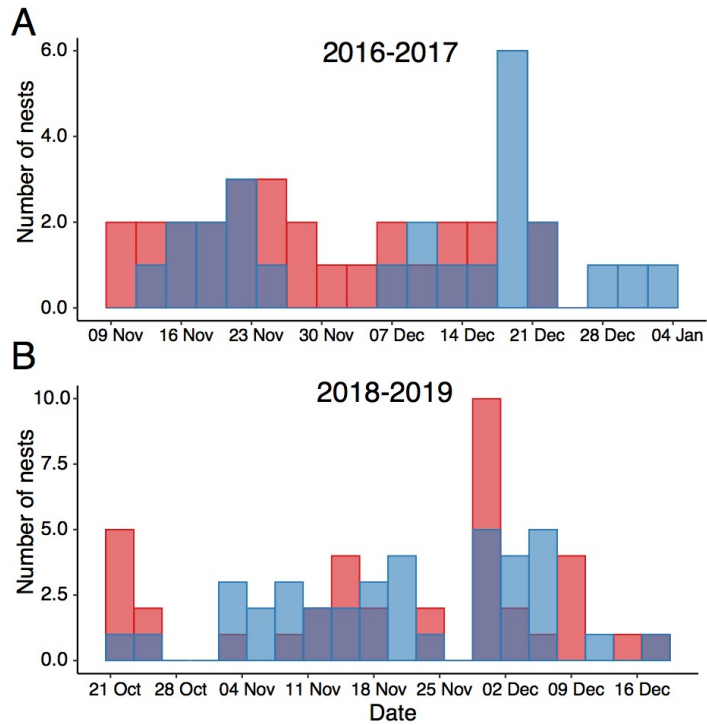 A
2016-2017
Number of nests
6.0
4.0
2.0
0.0
09 Nov 16 Nov 23 Nov 30 Nov 07 Dec 14 Dec 21 Dec 28 Dec 04 Jan
B
2018-2019
Number of nests
10.0
7.5
5.0
2.5
0.0
21 Oct 28 Oct 04 Nov 11 Nov 18 Nov 25 Nov 02 Dec 09 Dec 16 Dec
Date